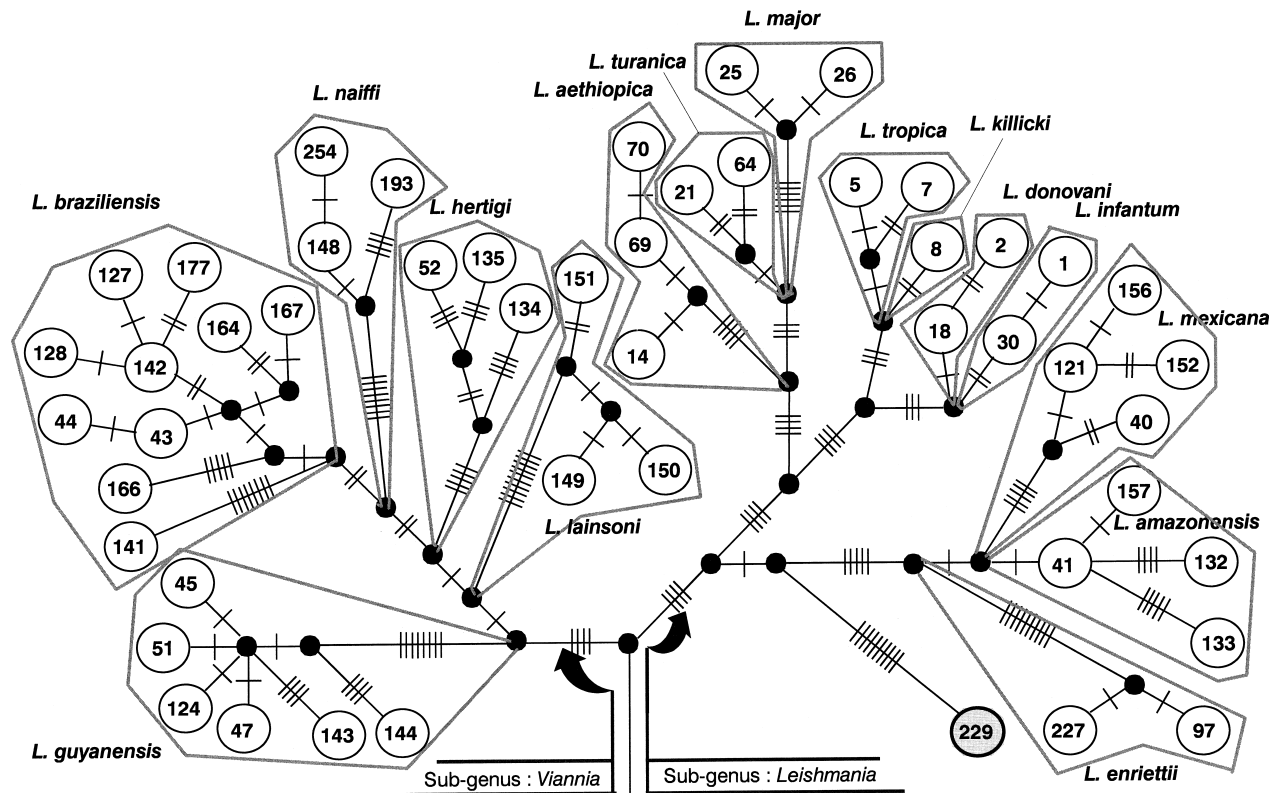 L. major
L. turanica
L. aethiopica
L. naiffi
L. tropica
L. killicki
L. braziliensis
L. hertigi
L. donovani
L. infantum
L. mexicana
L. lainsoni
L. amazonensis
L. guyanensis
L. enriettii
25
26
254
193
148
70
64
21
69
14
5
7
8
2
1
18
30
127
177
164
167
128
142
44
43
166
141
52
135
134
151
149
150
156
121
152
40
157
41
132
133
45
51
124
47
143
144
229
227
97
Sub-genus : Viannia
Sub-genus : Leishmania